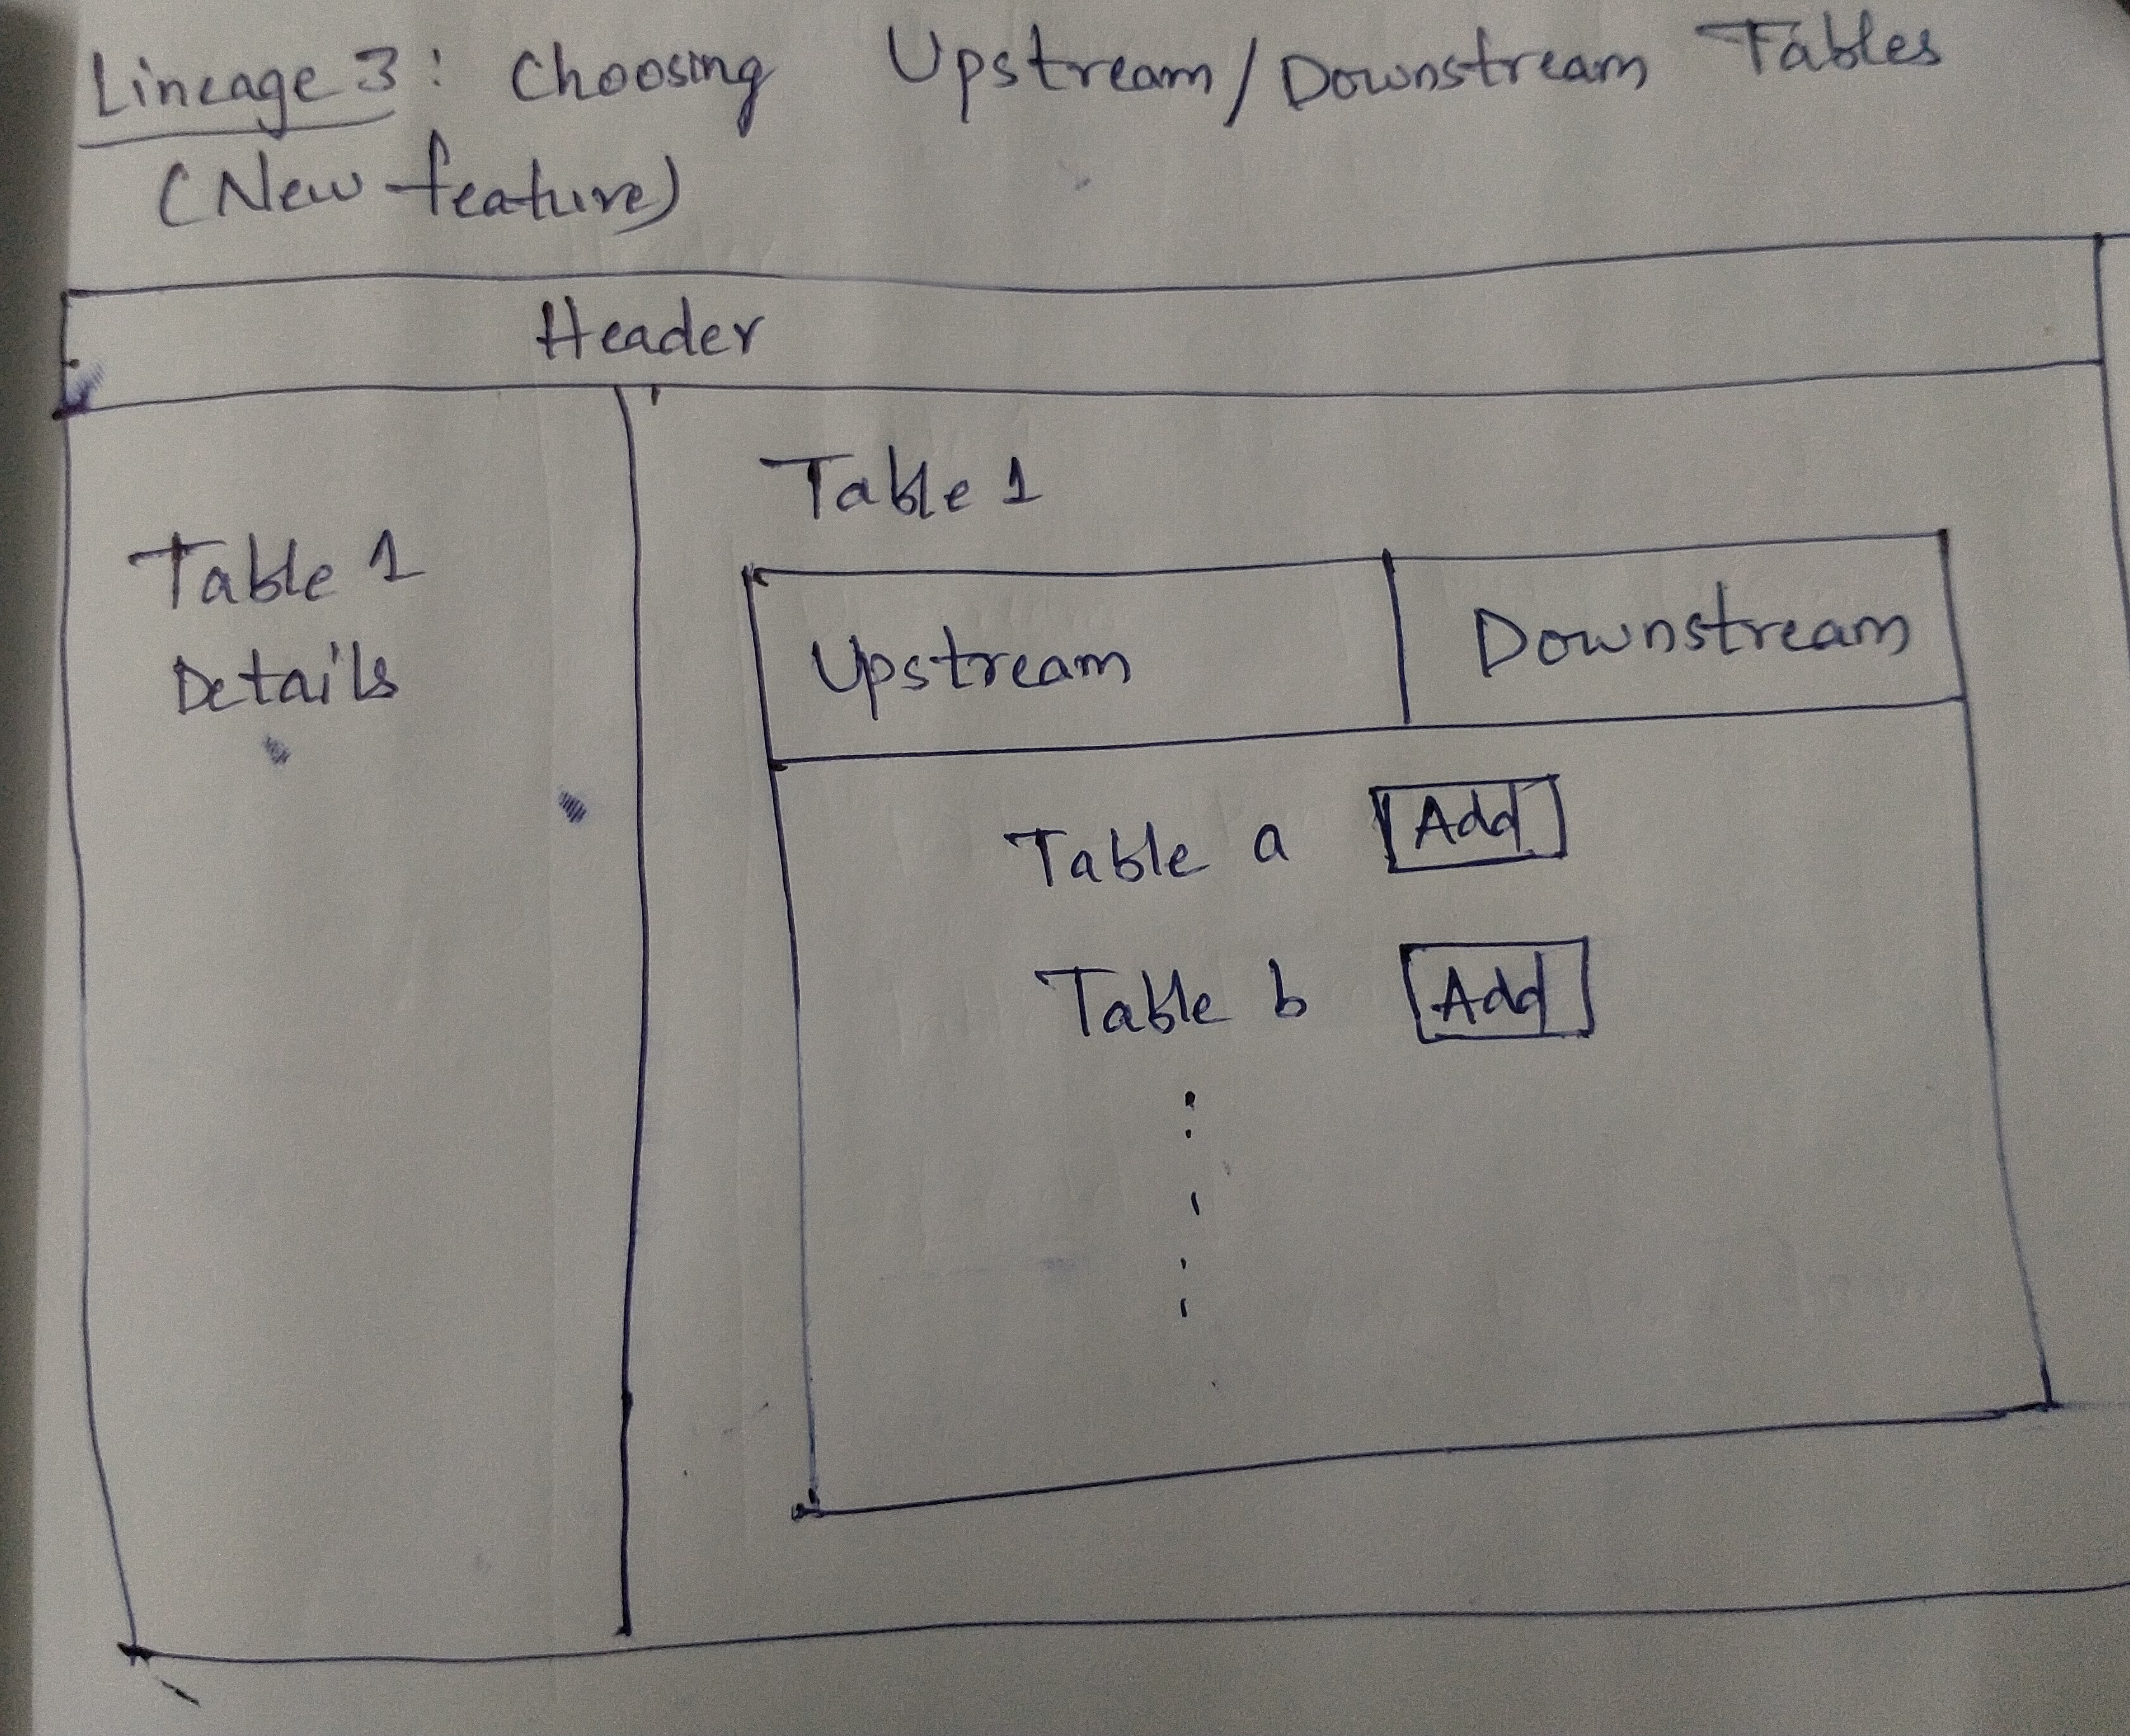 Lineage 3: Choosing Upstream/Downstream Tables
(New feature)
Header
Table 1
Details
Table 1
Upstream
Downstream
Table a
Add
Table b
Add